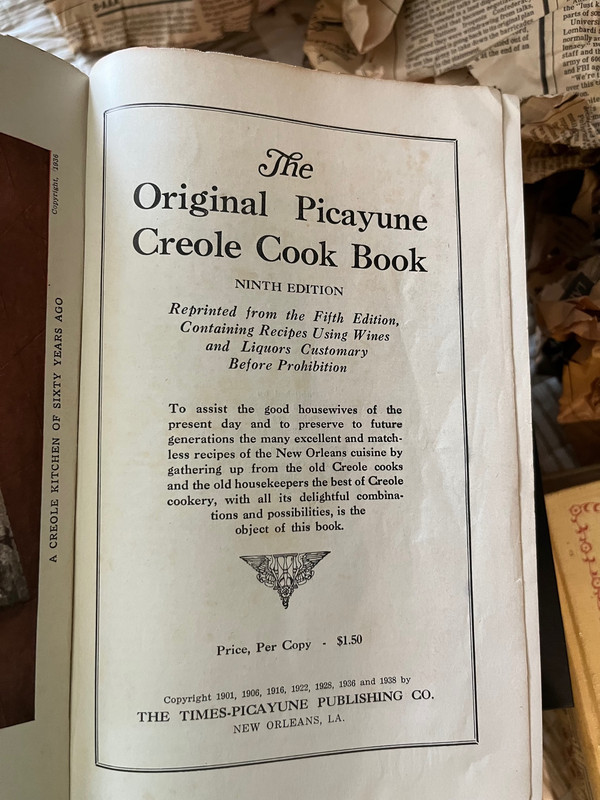 Copyright, 1936
A CREOLE KITCHEN OF SIXTY YEARS AGO
The
Original Picayune
Creole Cook Book
NINTH EDITION
Reprinted from the Fifth Edition,
Containing Recipes Using Wines
and Liquors Customary
Before Prohibition
To assist the good housewives of the
present day and to preserve to future
generations the many excellent and match-
less recipes of the New Orleans cuisine by
gathering up from the old Creole cooks
and the old housekeepers the best of Creole
cookery, with all its delightful combina-
tions and possibilities, is the
object of this book.
Price, Per Copy - $1.50
Copyright 1901, 1906, 1916, 1922, 1928, 1936 and 1938 by
THE TIMES-PICAYUNE PUBLISHING CO.
NEW ORLEANS, LA.